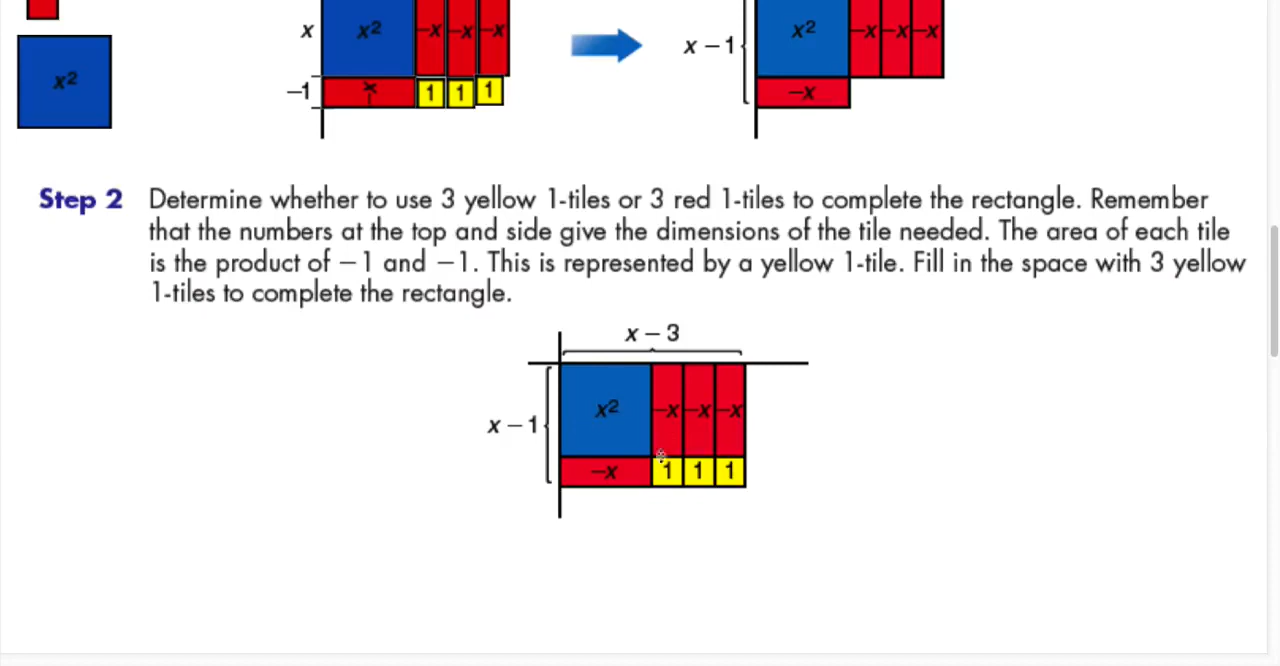 x x² −x −x −x x − 1 x² −x −x −x
x²
−1 1 1 1 −x
Step 2 Determine whether to use 3 yellow 1-tiles or 3 red 1-tiles to complete the rectangle. Remember
that the numbers at the top and side give the dimensions of the tile needed. The area of each tile
is the product of −1 and −1. This is represented by a yellow 1-tile. Fill in the space with 3 yellow
1-tiles to complete the rectangle.
x − 3
x − 1 x² −x −x −x
−x 1 1 1